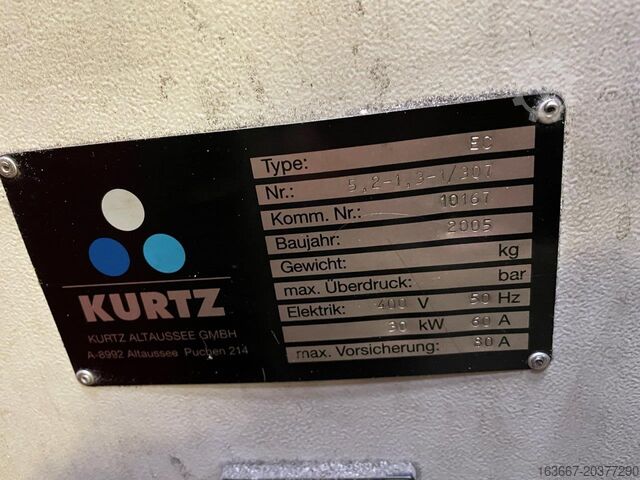 KURTZ
KURTZ ALTAUSSEE GMBH
A-8992 Altaussee Puchen 214
Type: EC
Nr.: 5,2-1,3-1/307
Komm. Nr.: 10167
Baujahr: 2005
Gewicht: kg
max. Überdruck: bar
Elektrik: 400 V 50 Hz
30 kW 60 A
max. Vorsicherung: 80 A
163667-20377290